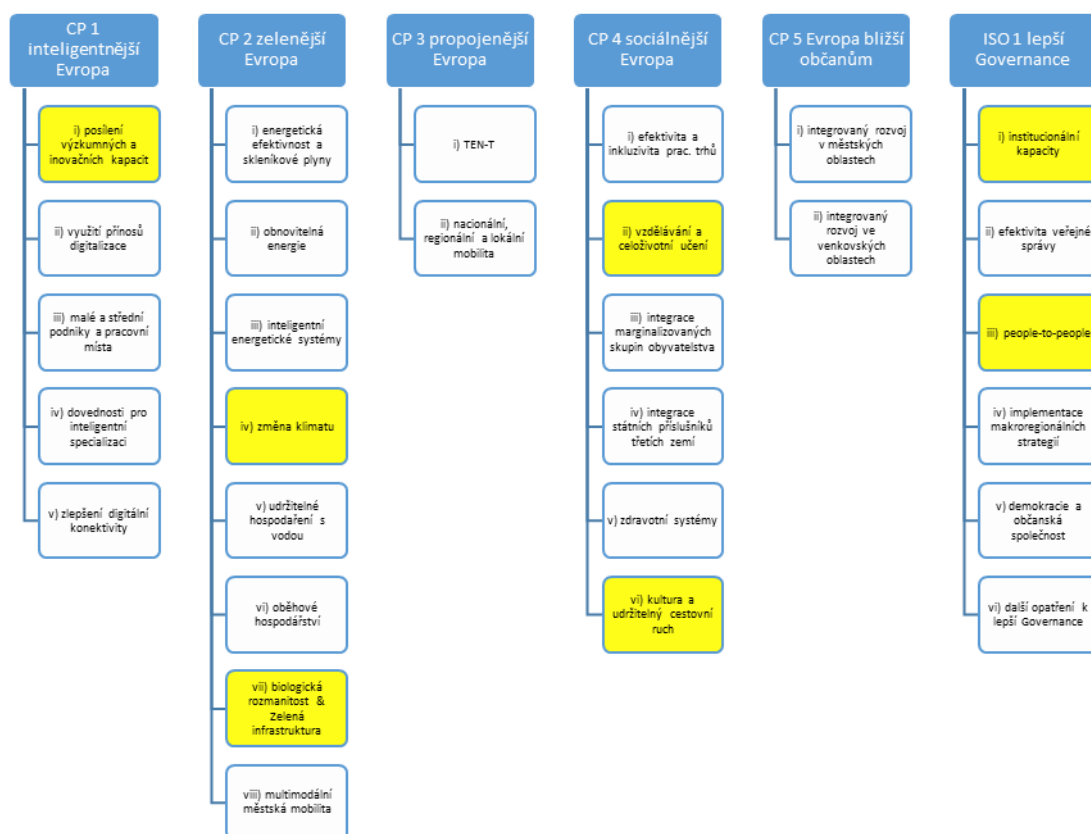 CP 1
inteligentnější
Evropa
i) posílení
výzkumných a
inovačních kapacit
ii) využití přínosů
digitalizace
iii) malé a střední
podniky a pracovní
místa
iv) dovednosti pro
inteligentní
specializaci
v) zlepšení digitální
konektivity
CP 2 zelenější
Evropa
i) energetická
efektivnost a
skleníkové plyny
ii) obnovitelná
energie
iii) inteligentní
energetické systémy
iv) změna klimatu
v) udržitelné
hospodaření s
vodou
vi) oběhové
hospodářství
vii) biologická
rozmanitost &
Zelená
infrastruktura
viii) multimodální
městská mobilita
CP 3 propojenější
Evropa
i) TEN-T
ii) nacionální,
regionální a lokální
mobilita
CP 4 sociálnější
Evropa
i) efektivita a
inkluzivita prac. trhů
ii) vzdělávání a
celoživotní učení
iii) integrace
marginalizovaných
skupin obyvatelstva
iv) integrace
státních příslušníků
třetích zemí
v) zdravotní systémy
vi) kultura a
udržitelný cestovní
ruch
CP 5 Evropa bližší
občanům
i) integrovaný rozvoj
v městských
oblastech
ii) integrovaný
rozvoj ve
venkovských
oblastech
ISO 1 lepší
Governance
i) institucionální
kapacity
ii) efektivita veřejné
správy
iii) people-to-people
iv) implementace
makroregionálních
strategií
v) demokracie a
občanská
společnost
vi) další opatření k
lepší Governance